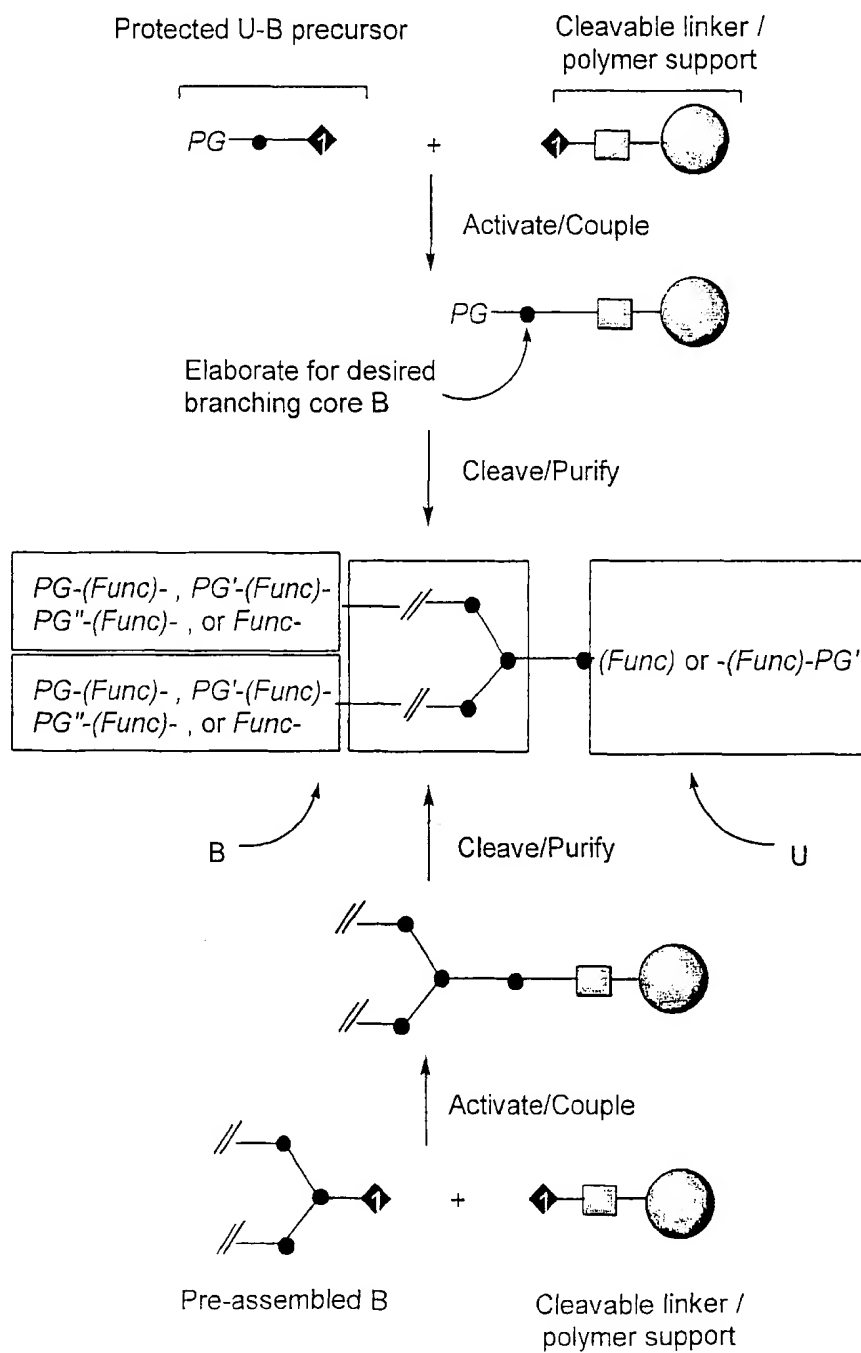 Protected U-B precursor
Cleavable linker /
polymer support
PG
1
+
1
Activate/Couple
PG
Elaborate for desired
branching core B
Cleave/Purify
PG-(Func)- , PG'-(Func)-
PG"-(Func)- , or Func-
PG-(Func)- , PG'-(Func)-
PG"-(Func)- , or Func-
(Func) or -(Func)-PG'
B
Cleave/Purify
U
Activate/Couple
1
+
1
Pre-assembled B
Cleavable linker /
polymer support